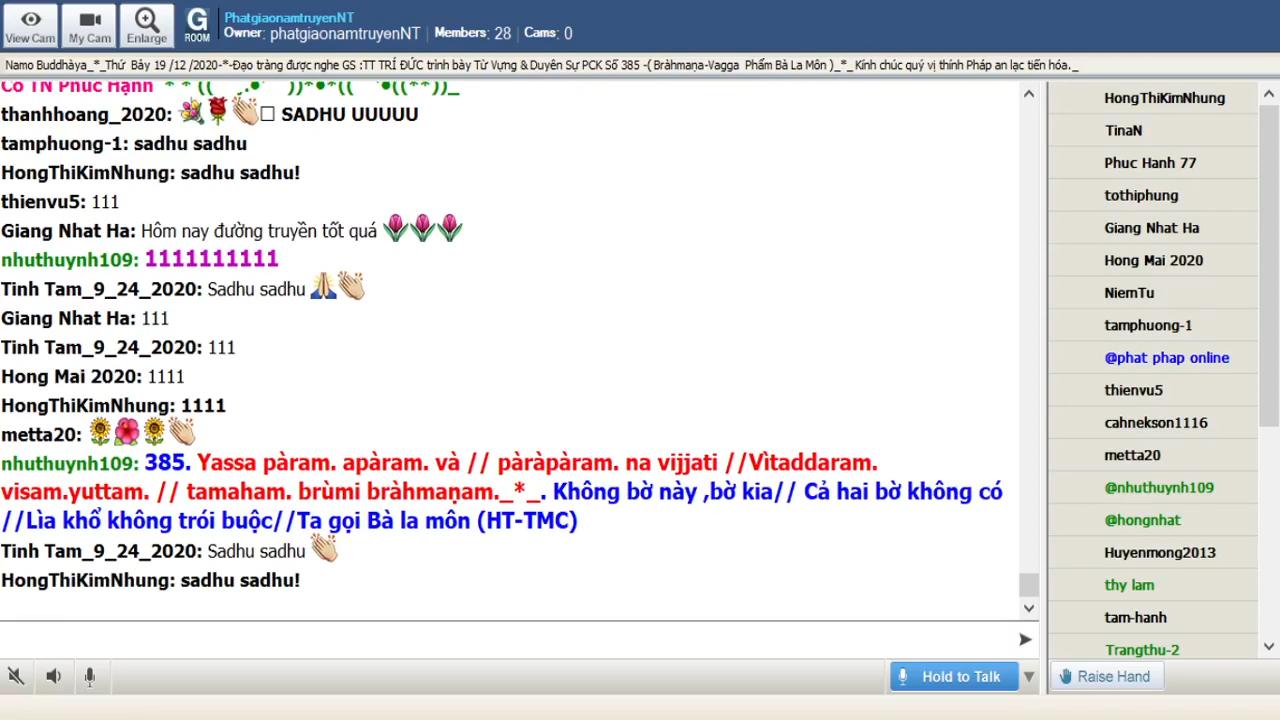 View Cam
My Cam
Enlarge
G
ROOM
PhatgiaonamtruyenNT
Owner: phatgiaonamtruyenNT | Members: 28 | Cams: 0
Namo Buddhàya_*_Thứ Bảy 19 /12 /2020-*-Đạo tràng được nghe GS :TT TRÍ ĐỨC trình bày Từ Vựng & Duyên Sự PCK Số 385 -( Bràhmaṇa-Vagga Phẩm Bà La Môn )_*_ Kính chúc quý vị thính Pháp an lạc tiến hóa._
Cô TN Phúc Hạnh
thanhhoang_2020: SADHU UUUUU
tamphuong-1: sadhu sadhu
HongThiKimNhung: sadhu sadhu!
thienvu5: 111
Giang Nhat Ha: Hôm nay đường truyền tốt quá
nhuthuynh109: 1111111111
Tinh Tam_9_24_2020: Sadhu sadhu
Giang Nhat Ha: 111
Tinh Tam_9_24_2020: 111
Hong Mai 2020: 1111
HongThiKimNhung: 1111
metta20:
nhuthuynh109: 385. Yassa pàram. apàram. và // pàràpàram. na vijjati //Vìtaddaram.
visam.yuttam. // tamaham. brùmi bràhmaṇam._*_. Không bờ này ,bờ kia// Cả hai bờ không có
//Lìa khổ không trói buộc//Ta gọi Bà la môn (HT-TMC)
Tinh Tam_9_24_2020: Sadhu sadhu
HongThiKimNhung: sadhu sadhu!
Hold to Talk
HongThiKimNhung
TinaN
Phuc Hanh 77
tothiphung
Giang Nhat Ha
Hong Mai 2020
NiemTu
tamphuong-1
@phat phap online
thienvu5
cahnekson1116
metta20
@nhuthuynh109
@hongnhat
Huyenmong2013
thy lam
tam-hanh
Trangthu-2
Raise Hand